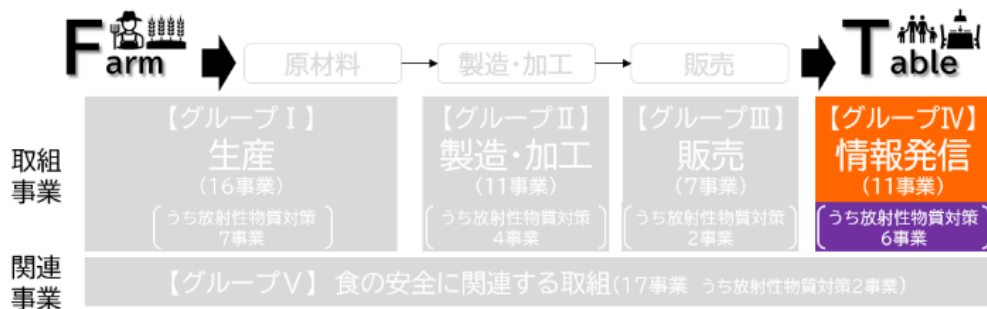 Farm
原材料
製造・加工
販売
Table
取組
事業
【グループⅠ】
生産
(16事業)
うち放射性物質対策
7事業
【グループⅡ】
製造・加工
(11事業)
うち放射性物質対策
4事業
【グループⅢ】
販売
(7事業)
うち放射性物質対策
2事業
【グループⅣ】
情報発信
(11事業)
うち放射性物質対策
6事業
関連
事業
【グループⅤ】食の安全に関連する取組(17事業 うち放射性物質対策2事業)